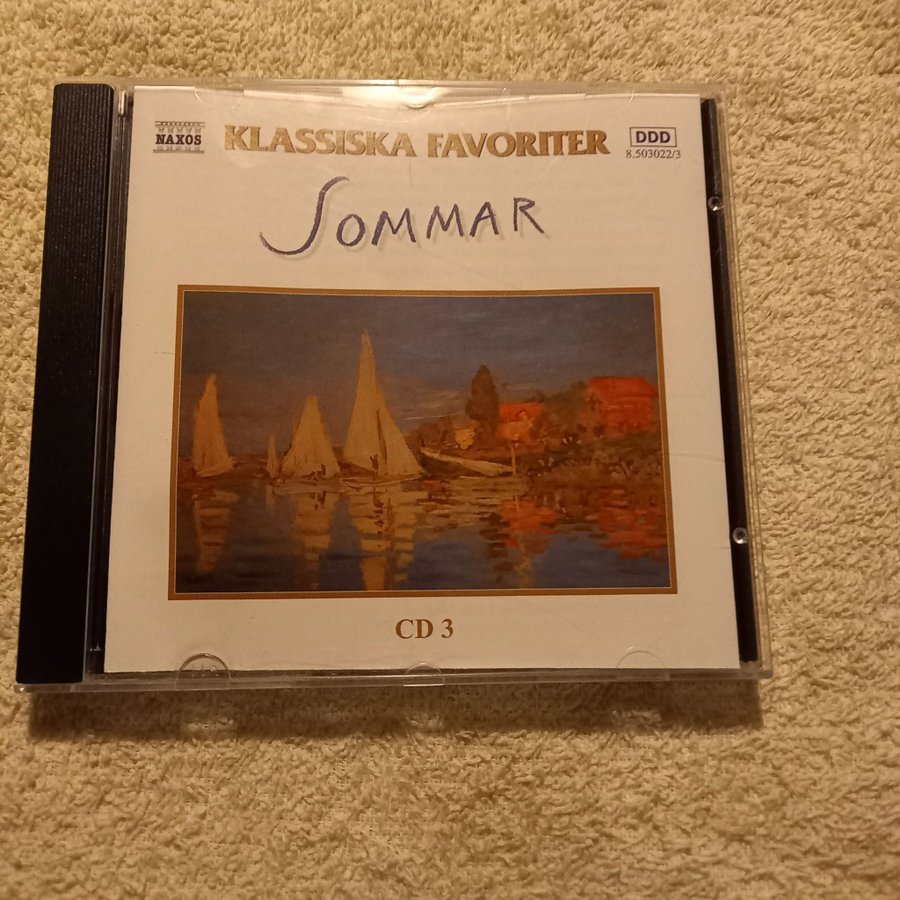 NAXOS
KLASSISKA FAVORITER
DDD
8.503022/3
SOMMAR
CD 3